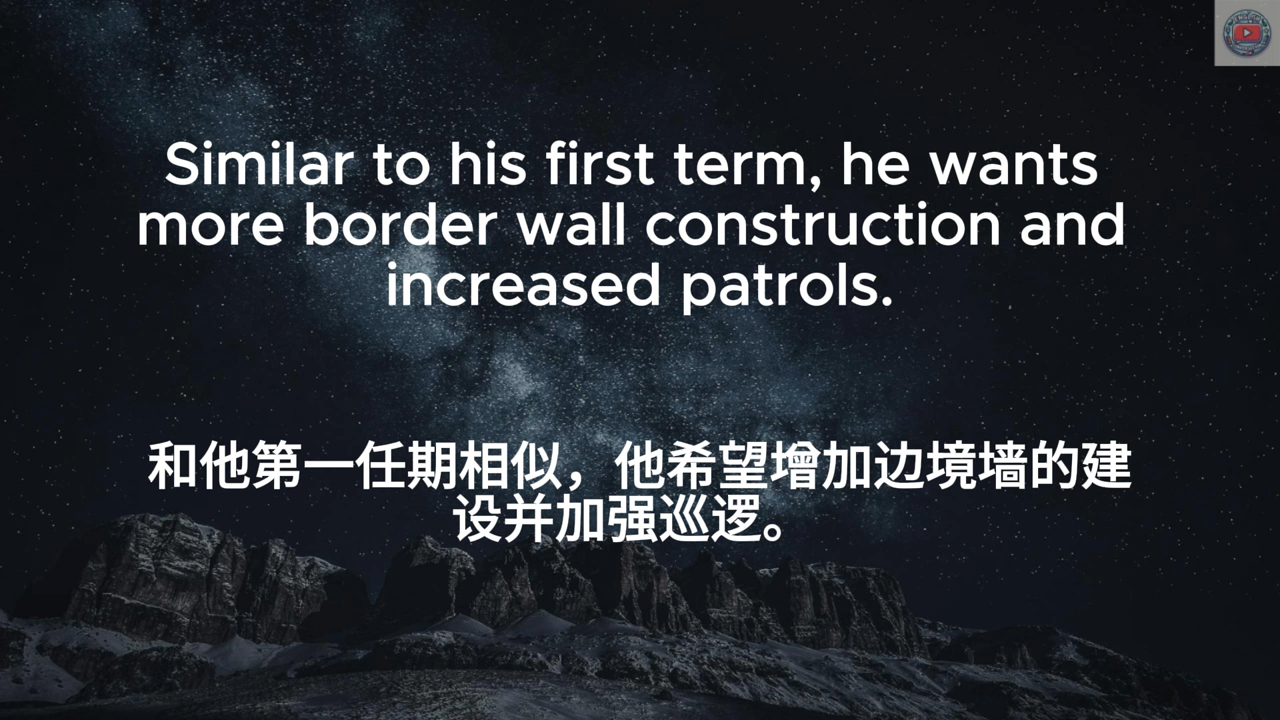 Similar to his first term, he wants
more border wall construction and
increased patrols.
和他第一任期相似，他希望增加边境墙的建
设并加强巡逻。